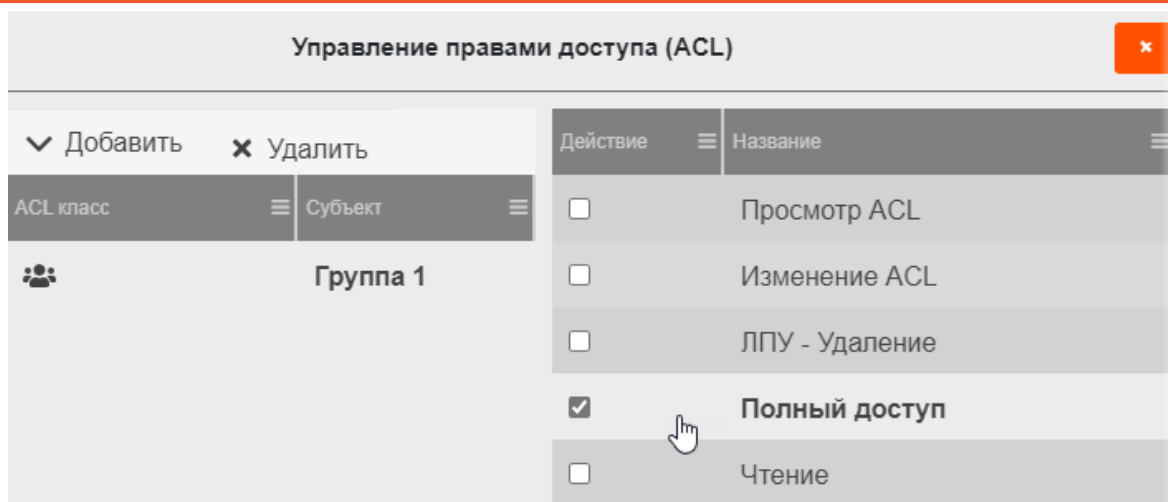 Управление правами доступа (ACL)
Добавить Удалить
ACL класс Субъект
Группа 1
Действие Название
Просмотр ACL
Изменение ACL
ЛПУ - Удаление
Полный доступ
Чтение